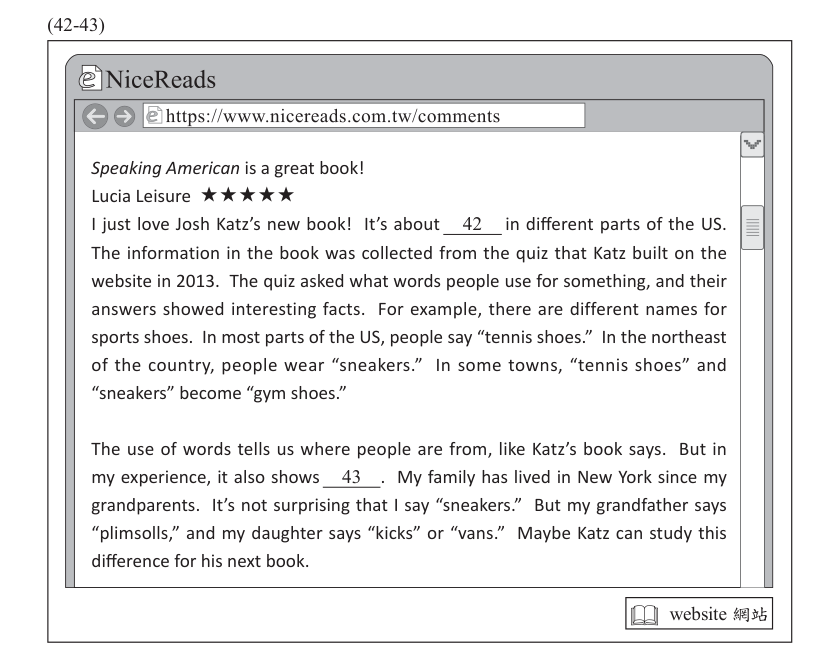 (42-43)
NiceReads
https://www.nicereads.com.tw/comments
Speaking American is a great book!
Lucia Leisure ★★★★★
I just love Josh Katz’s new book! It’s about 42 in different parts of the US.
The information in the book was collected from the quiz that Katz built on the
website in 2013. The quiz asked what words people use for something, and their
answers showed interesting facts. For example, there are different names for
sports shoes. In most parts of the US, people say “tennis shoes.” In the northeast
of the country, people wear “sneakers.” In some towns, “tennis shoes” and
“sneakers” become “gym shoes.”
The use of words tells us where people are from, like Katz’s book says. But in
my experience, it also shows 43 . My family has lived in New York since my
grandparents. It’s not surprising that I say “sneakers.” But my grandfather says
“plimsolls,” and my daughter says “kicks” or “vans.” Maybe Katz can study this
difference for his next book.
website 網站